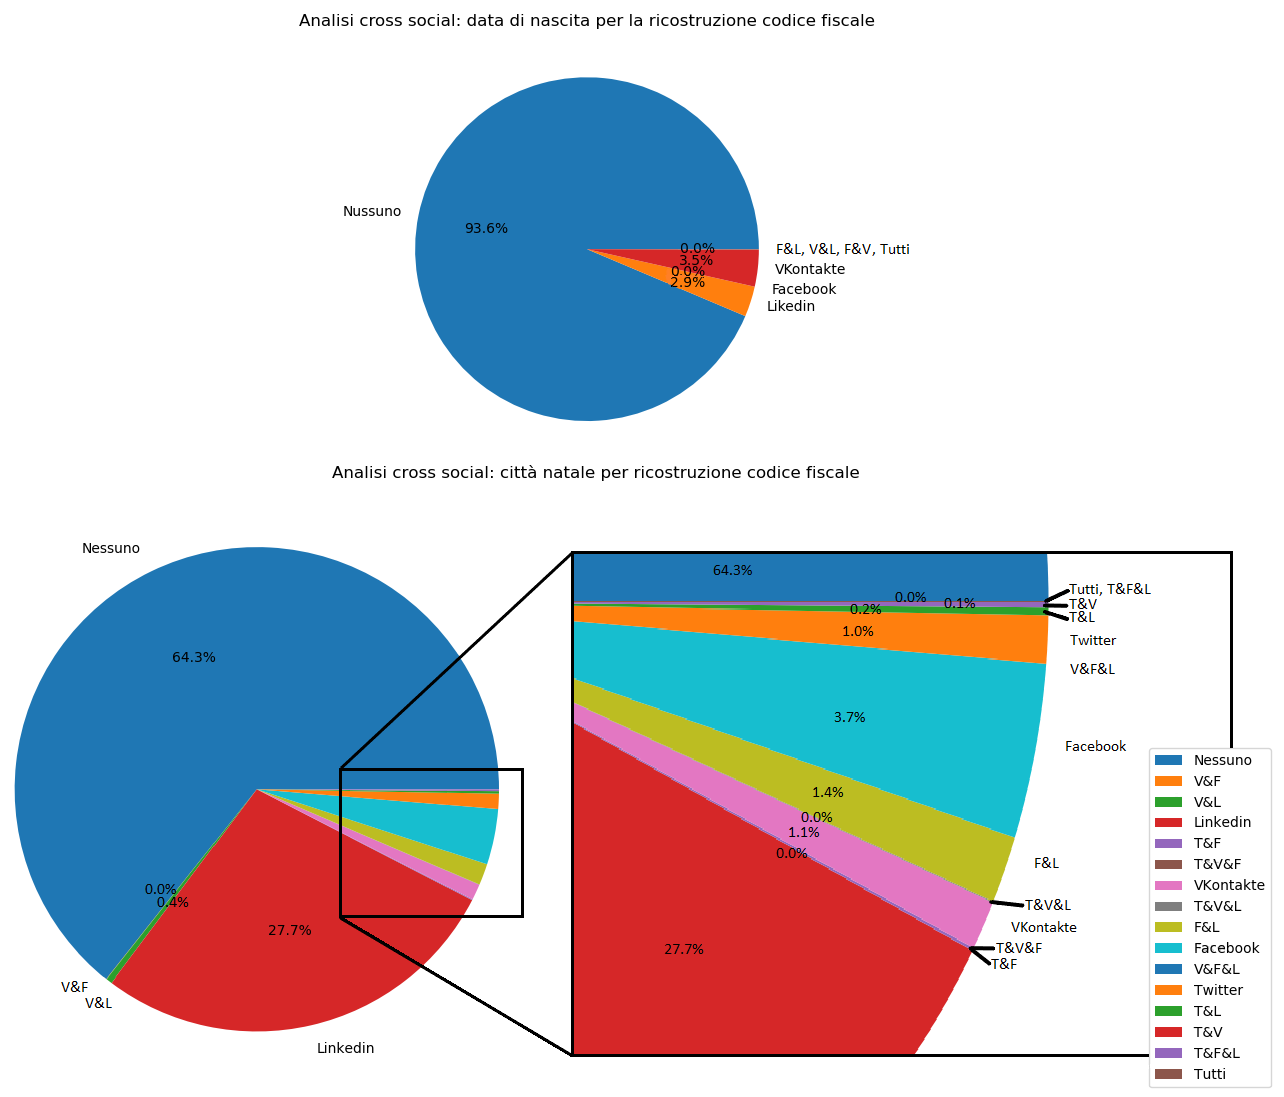 Analisi cross social: data di nascita per la ricostruzione codice fiscale
Nussuno
93.6%
0.0%
3.5%
0.0%
2.9%
F&L, V&L, F&V, Tutti
VKontakte
Facebook
Likedin
Analisi cross social: città natale per ricostruzione codice fiscale
Nessuno
64.3%
0.0%
0.4%
27.7%
V&F
V&L
Linkedin
64.3%
0.0%
0.1%
0.2%
1.0%
3.7%
1.4%
0.0%
1.1%
0.0%
27.7%
Tutti, T&F&L
T&V
T&L
Twitter
V&F&L
Facebook
F&L
T&V&L
VKontakte
T&V&F
T&F
Nessuno
V&F
V&L
Linkedin
T&F
T&V&F
VKontakte
T&V&L
F&L
Facebook
V&F&L
Twitter
T&L
T&V
T&F&L
Tutti